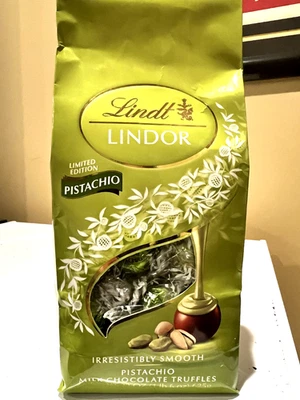 Lindt
LINDOR
LIMITED
EDITION
PISTACHIO
IRRESISTIBLY SMOOTH
PISTACHIO
MILK CHOCOLATE TRUFFLES